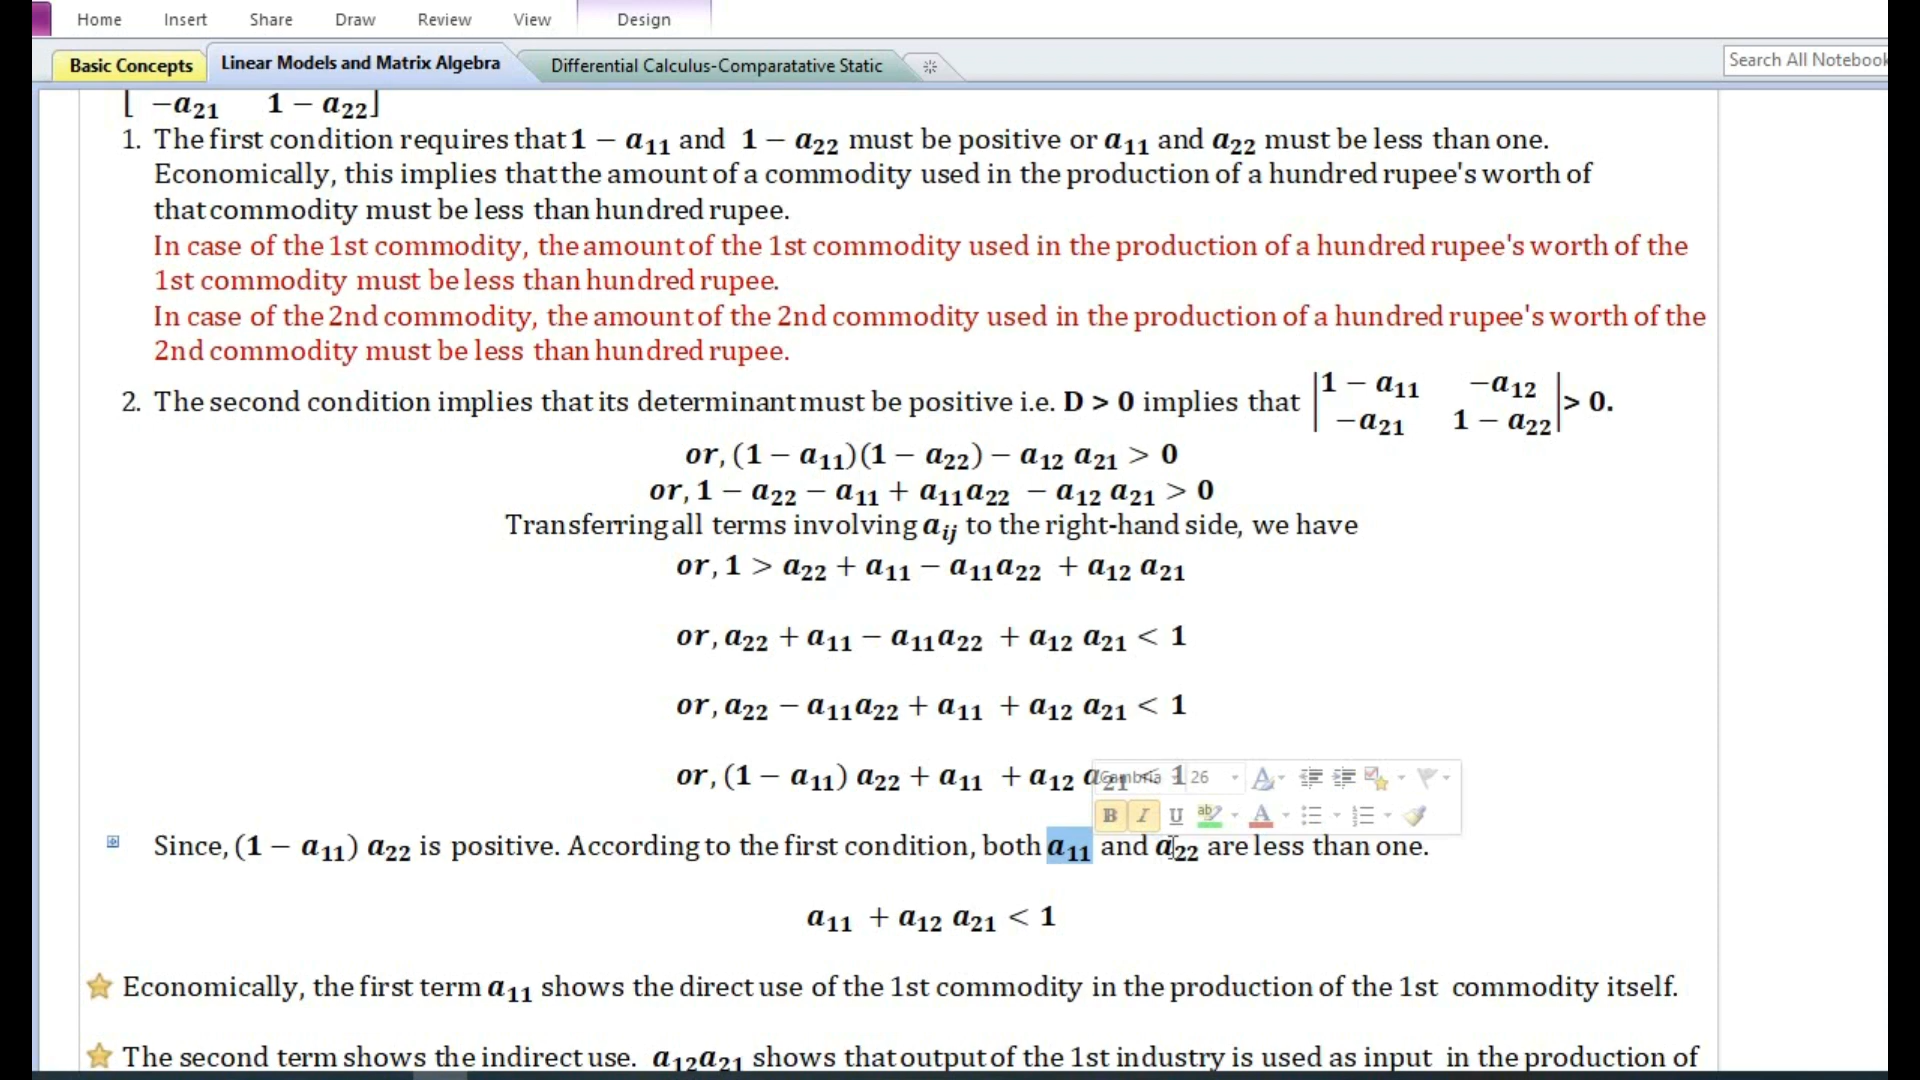 Home Insert Share Draw Review View Design
Basic Concepts Linear Models and Matrix Algebra Differential Calculus-Comparatative Static Search All Notebook
[ −a21 1 − a22]
1. The first condition requires that 1 − a11 and 1 − a22 must be positive or a11 and a22 must be less than one.
Economically, this implies that the amount of a commodity used in the production of a hundred rupee's worth of
that commodity must be less than hundred rupee.
In case of the 1st commodity, the amount of the 1st commodity used in the production of a hundred rupee's worth of the
1st commodity must be less than hundred rupee.
In case of the 2nd commodity, the amount of the 2nd commodity used in the production of a hundred rupee's worth of the
2nd commodity must be less than hundred rupee.
2. The second condition implies that its determinant must be positive i.e. D > 0 implies that |1 − a11 −a12
−a21 1 − a22| > 0.
or, (1 − a11)(1 − a22) − a12 a21 > 0
or, 1 − a22 − a11 + a11a22 − a12 a21 > 0
Transferring all terms involving aij to the right-hand side, we have
or, 1 > a22 + a11 − a11a22 + a12 a21
or, a22 + a11 − a11a22 + a12 a21 < 1
or, a22 − a11a22 + a11 + a12 a21 < 1
or, (1 − a11) a22 + a11 + a12 a21 < 1
Cambria 26
B I U ab A
Since, (1 − a11) a22 is positive. According to the first condition, both a11 and a22 are less than one.
a11 + a12 a21 < 1
Economically, the first term a11 shows the direct use of the 1st commodity in the production of the 1st commodity itself.
The second term shows the indirect use. a12a21 shows that output of the 1st industry is used as input in the production of